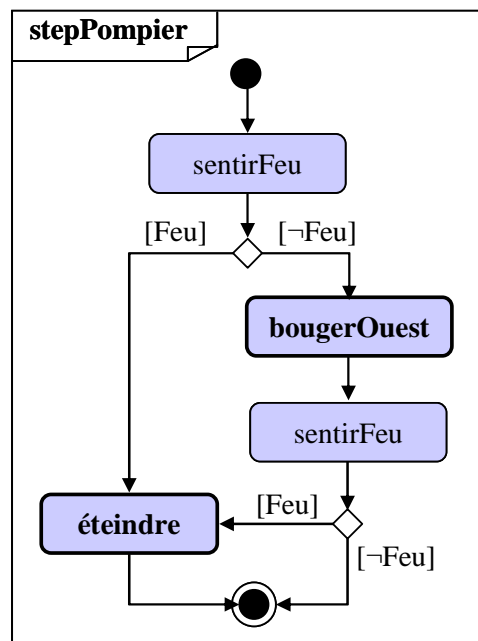 stepPompier
sentirFeu
[Feu] [¬Feu]
bougerOuest
sentirFeu
[Feu]
éteindre
[¬Feu]